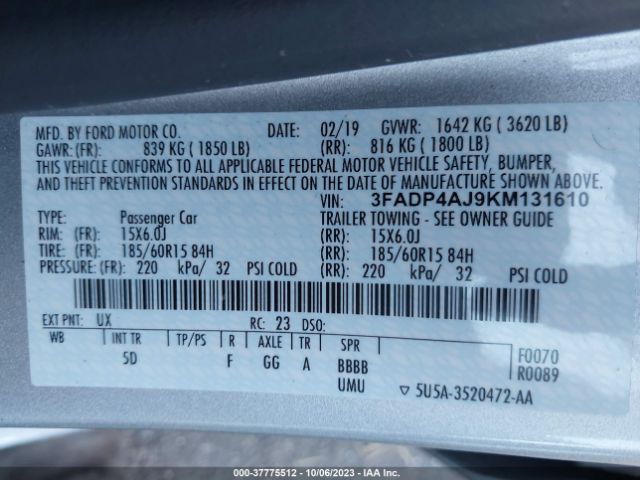 MFD. BY FORD MOTOR CO. DATE: 02/19 GVWR: 1642 KG ( 3620 LB)
GAWR: (FR): 839 KG ( 1850 LB) (RR): 816 KG ( 1800 LB)
THIS VEHICLE CONFORMS TO ALL APPLICABLE FEDERAL MOTOR VEHICLE SAFETY, BUMPER,
AND THEFT PREVENTION STANDARDS IN EFFECT ON THE DATE OF MANUFACTURE SHOWN ABOVE.
VIN: 3FADP4AJ9KM131610
TYPE: Passenger Car TRAILER TOWING - SEE OWNER GUIDE
RIM: (FR): 15X6.0J (RR): 15X6.0J
TIRE: (FR): 185/60R15 84H (RR): 185/60R15 84H
PRESSURE: (FR): 220 kPa/ 32 PSI COLD (RR): 220 kPa/ 32 PSI COLD
EXT PNT: UX RC: 23 DSO:
WB INT TR TP/PS R AXLE TR SPR F0070
5D F GG A BBBB R0089
UMU ▽ 5U5A-3520472-AA
000-37775512 - 10/06/2023 - IAA Inc.